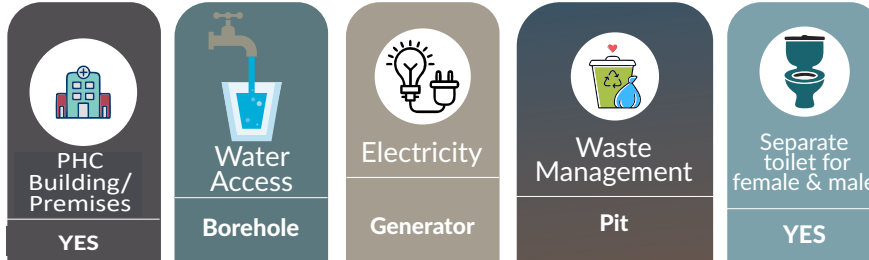 PHC
Building/
Premises
YES
Water
Access
Borehole
Electricity
Generator
Waste
Management
Pit
Separate
toilet for
female & male
YES